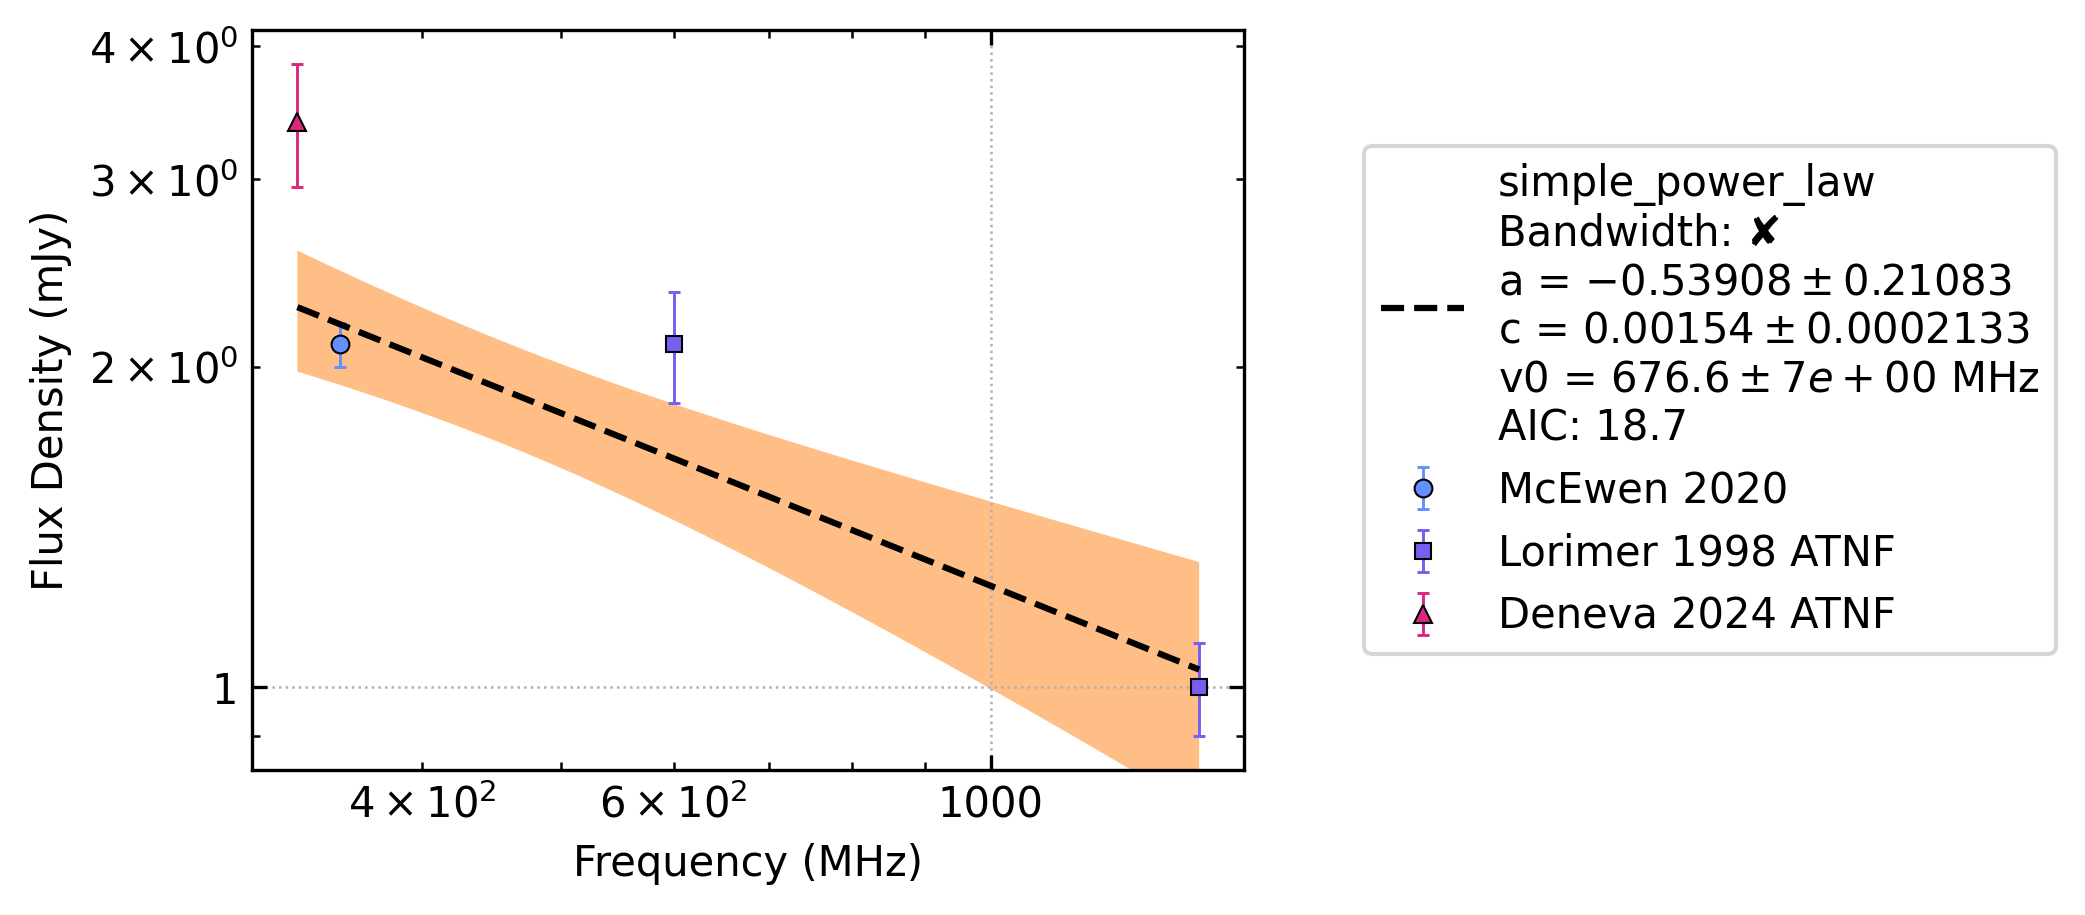 4 × 10⁰
3 × 10⁰
2 × 10⁰
1
Flux Density (mJy)
4 × 10²
6 × 10²
1000
Frequency (MHz)
simple_power_law
Bandwidth: ✘
a = −0.53908 ± 0.21083
c = 0.00154 ± 0.0002133
v0 = 676.6 ± 7e + 00 MHz
AIC: 18.7
McEwen 2020
Lorimer 1998 ATNF
Deneva 2024 ATNF